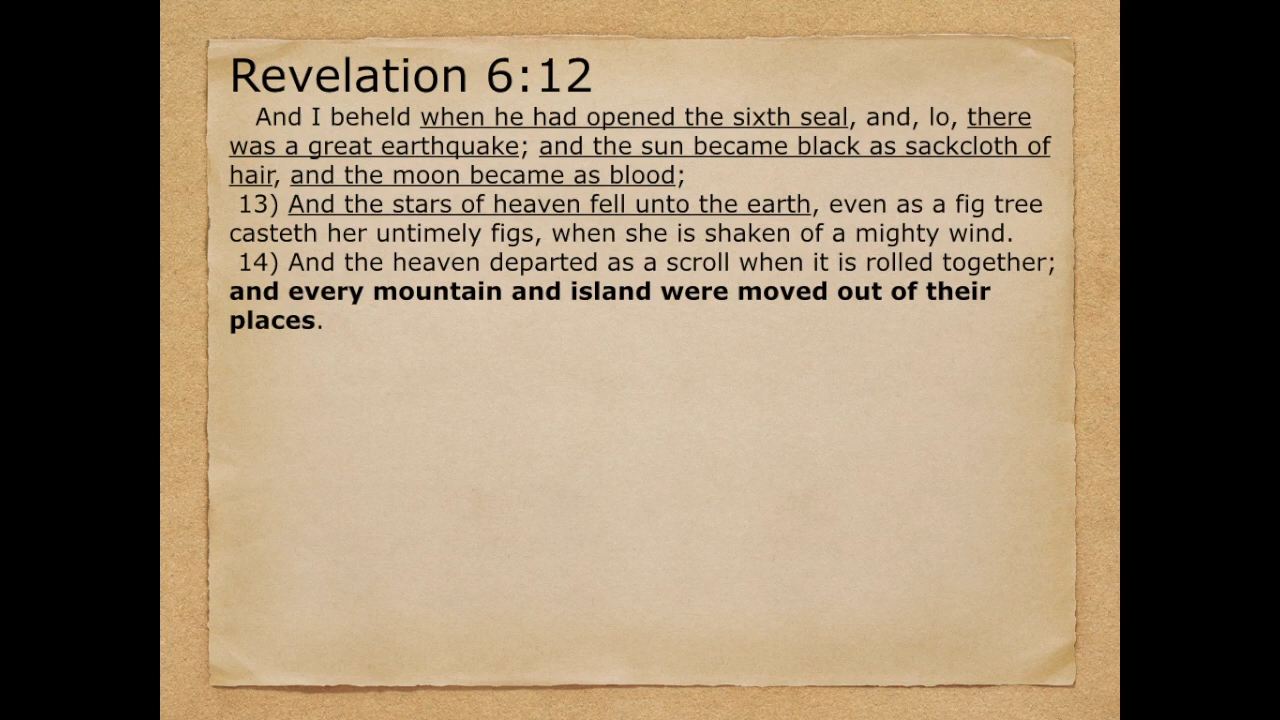 Revelation 6:12
And I beheld when he had opened the sixth seal, and, lo, there
was a great earthquake; and the sun became black as sackcloth of
hair, and the moon became as blood;
13) And the stars of heaven fell unto the earth, even as a fig tree
casteth her untimely figs, when she is shaken of a mighty wind.
14) And the heaven departed as a scroll when it is rolled together;
and every mountain and island were moved out of their
places.